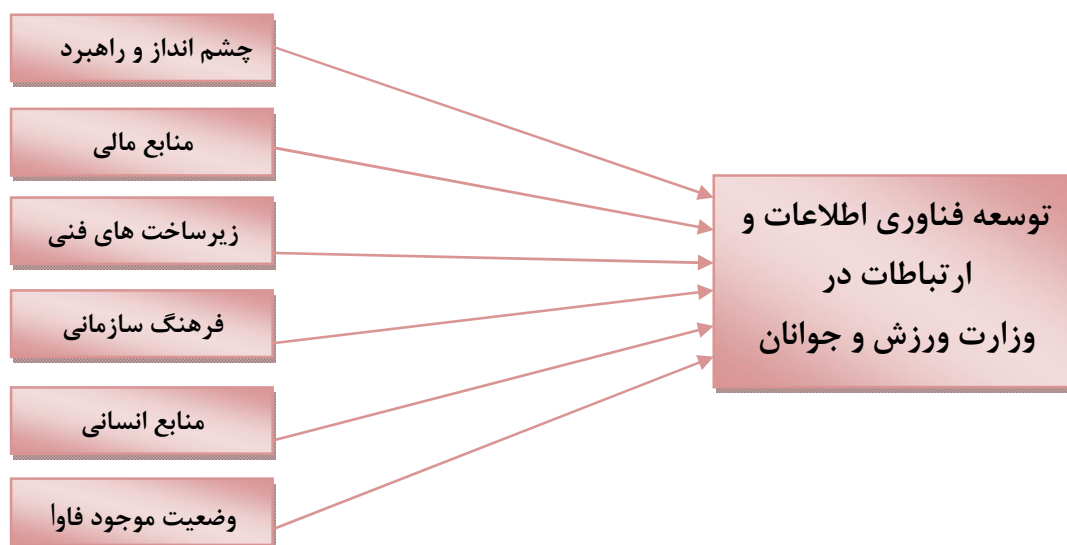 چشم انداز و راهبرد
منابع مالی
زیرساخت های فنی
فرهنگ سازمانی
منابع انسانی
وضعیت موجود فاوا
توسعه فناوری اطلاعات و
ارتباطات در
وزارت ورزش و جوانان